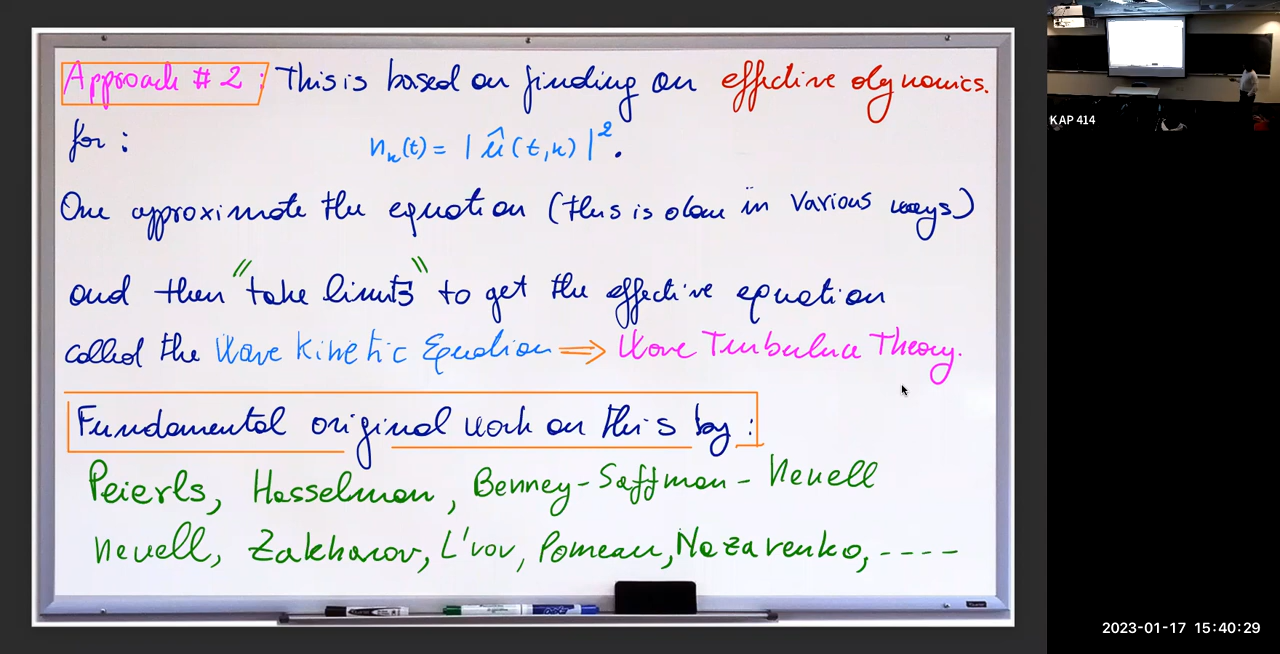 Approach # 2 : This is based on finding an effective dynamics.
for :
n_k(t) = | û(t,k) |².
One approximate the equation (this is done in various ways)
and then "take limits" to get the effective equation
called the Wave Kinetic Equation ⇒ Wave Turbulence Theory.
Fundamental original work on this by :
Peierls, Hasselman, Benney-Saffman-Newell
Newell, Zakharov, L'vov, Pomeau, Nazarenko, ----
KAP 414
2023-01-17 15:40:29